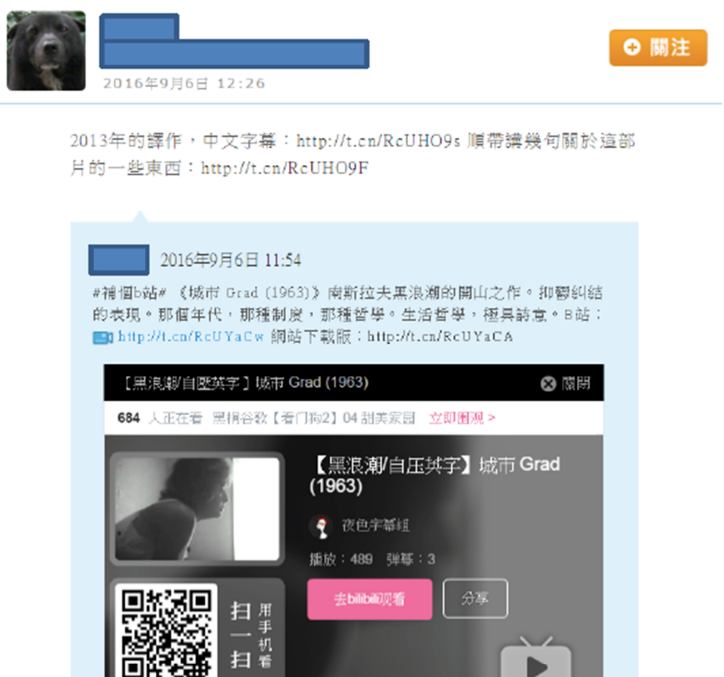 關注
2016年9月6日 12:26
2013年的譯作，中文字幕：http://t.cn/RcUHO9s 順帶講幾句關於這部
片的一些東西：http://t.cn/RcUHO9F
2016年9月6日 11:54
#補個b站# 《城市 Grad (1963)》南斯拉夫黑浪潮的開山之作。抑鬱糾結
的表現。那個年代，那種制度，那種哲學。生活哲學，極具詩意。B站：
http://t.cn/RcUYaCw 網站下載版：http://t.cn/RcUYaCA
【黑浪潮/自壓英字】城市 Grad (1963)
關閉
684 人正在看 黑桐谷歌【看门狗2】04 甜美家园 立即围观 >
【黑浪潮/自压英字】城市 Grad
(1963)
夜色字幕組
播放：489 弹幕：3
去bilibili观看
分享
扫一扫
用手机看